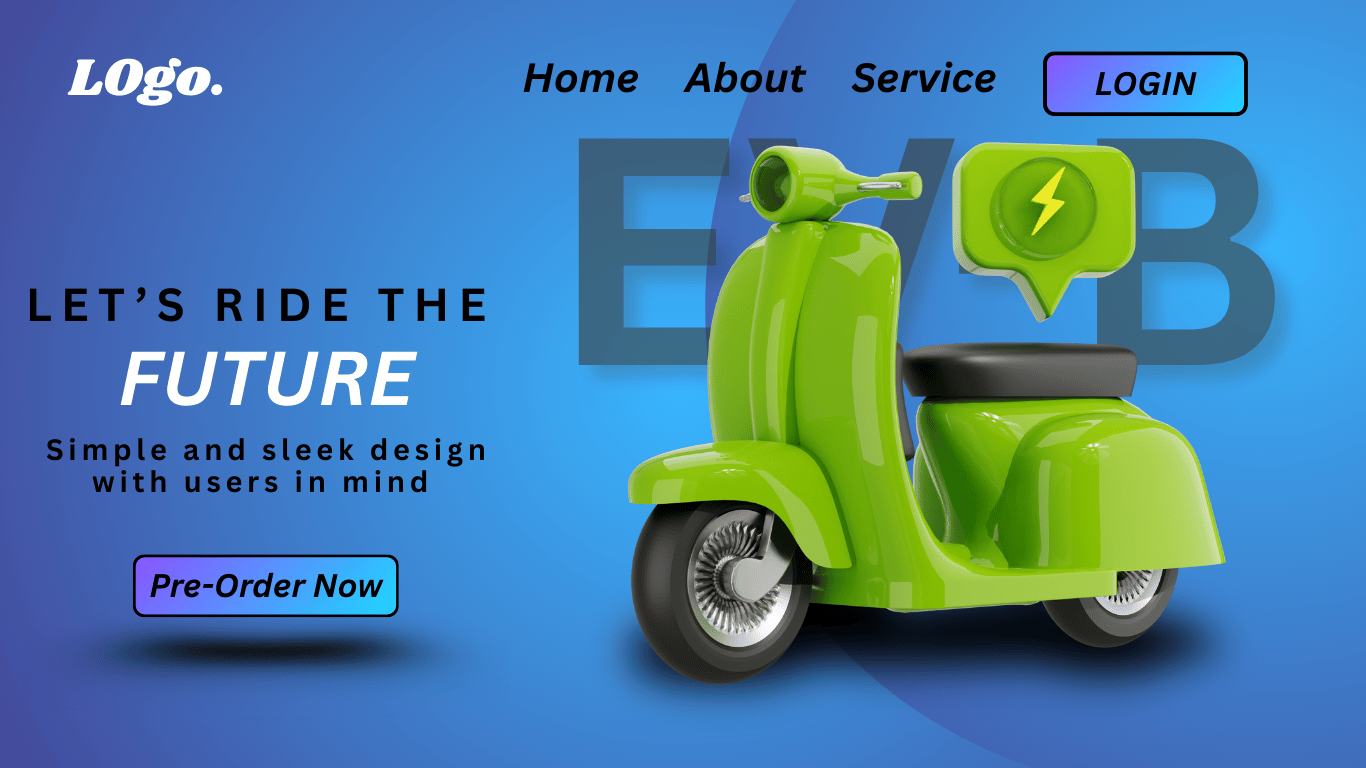 LOgo.
Home About Service LOGIN
EV-B
LET’S RIDE THE
FUTURE
Simple and sleek design
with users in mind
Pre-Order Now